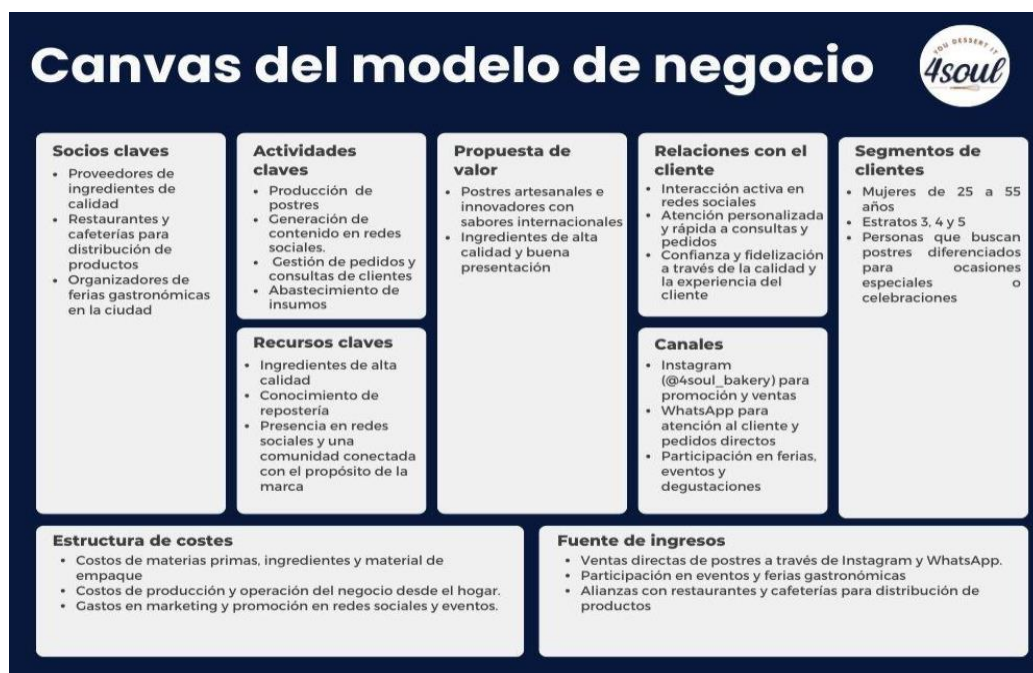 Canvas del modelo de negocio
YOU DESSERT IT
4soul
Socios claves
• Proveedores de
ingredientes de
calidad
• Restaurantes y
cafeterías para
distribución de
productos
• Organizadores de
ferias gastronómicas
en la ciudad
Actividades
claves
• Producción de
postres
• Generación de
contenido en redes
sociales.
• Gestión de pedidos y
consultas de clientes
• Abastecimiento de
insumos
Recursos claves
• Ingredientes de alta
calidad
• Conocimiento de
repostería
• Presencia en redes
sociales y una
comunidad conectada
con el propósito de la
marca
Propuesta de
valor
• Postres artesanales e
innovadores con
sabores internacionales
• Ingredientes de alta
calidad y buena
presentación
Relaciones con el
cliente
• Interacción activa en
redes sociales
• Atención personalizada
y rápida a consultas y
pedidos
• Confianza y fidelización
a través de la calidad y
la experiencia del
cliente
Canales
• Instagram
(@4soul_bakery) para
promoción y ventas
• WhatsApp para
atención al cliente y
pedidos directos
• Participación en ferias,
eventos y
degustaciones
Segmentos de
clientes
• Mujeres de 25 a 55
años
• Estratos 3, 4 y 5
• Personas que buscan
postres diferenciados
para ocasiones
especiales o
celebraciones
Estructura de costes
• Costos de materias primas, ingredientes y material de
empaque
• Costos de producción y operación del negocio desde el hogar.
• Gastos en marketing y promoción en redes sociales y eventos.
Fuente de ingresos
• Ventas directas de postres a través de Instagram y WhatsApp.
• Participación en eventos y ferias gastronómicas
• Alianzas con restaurantes y cafeterías para distribución de
productos